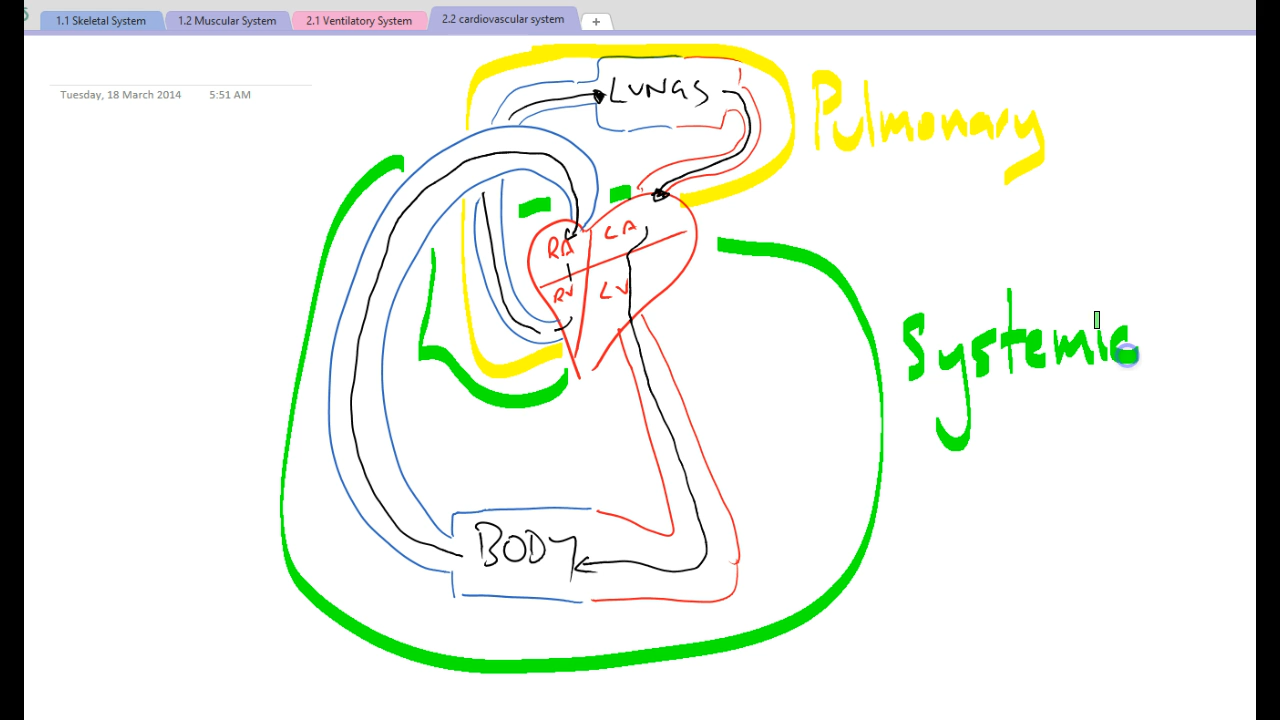 1.1 Skeletal System
1.2 Muscular System
2.1 Ventilatory System
2.2 cardiovascular system
+
Tuesday, 18 March 2014 5:51 AM
LUNGS
Pulmonary
RA
LA
RV
LV
Systemic
BODY